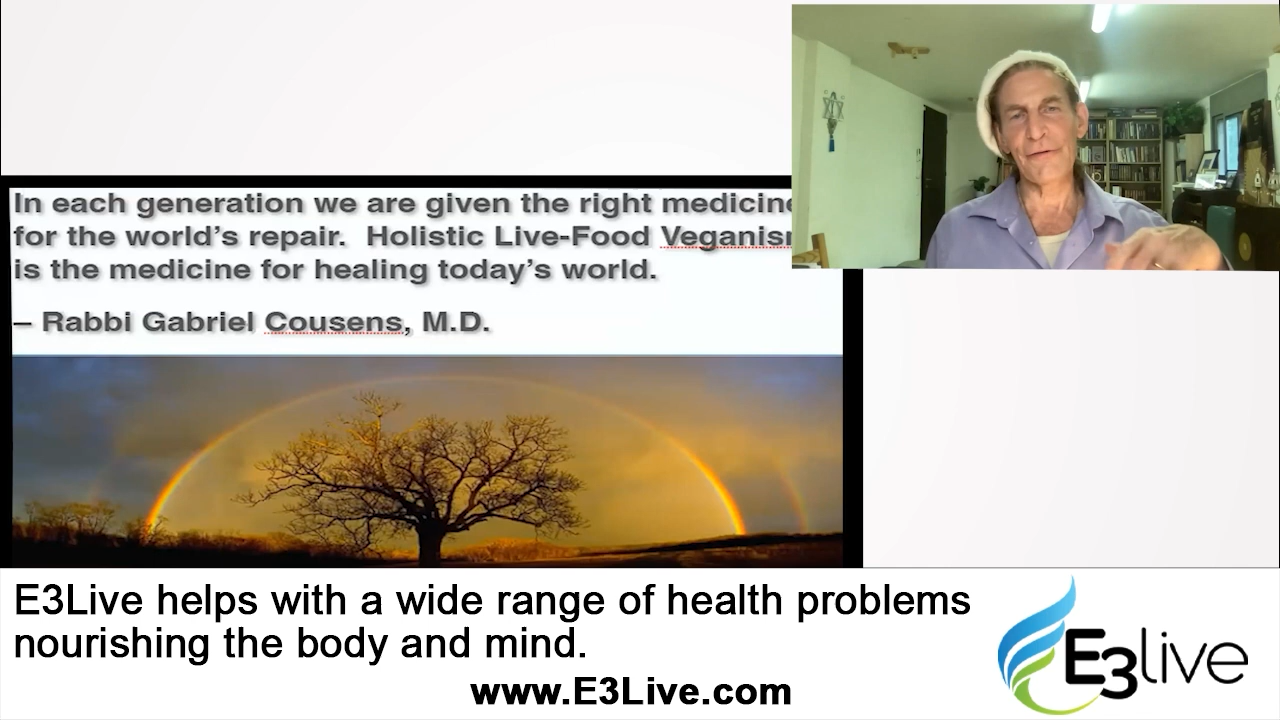 In each generation we are given the right medicine
for the world's repair.  Holistic Live-Food
is the medicine for healing today's world.
– Rabbi Gabriel Cousens, M.D.
E3Live helps with a wide range of health problems
nourishing the body and mind.
www.E3Live.com
E3live